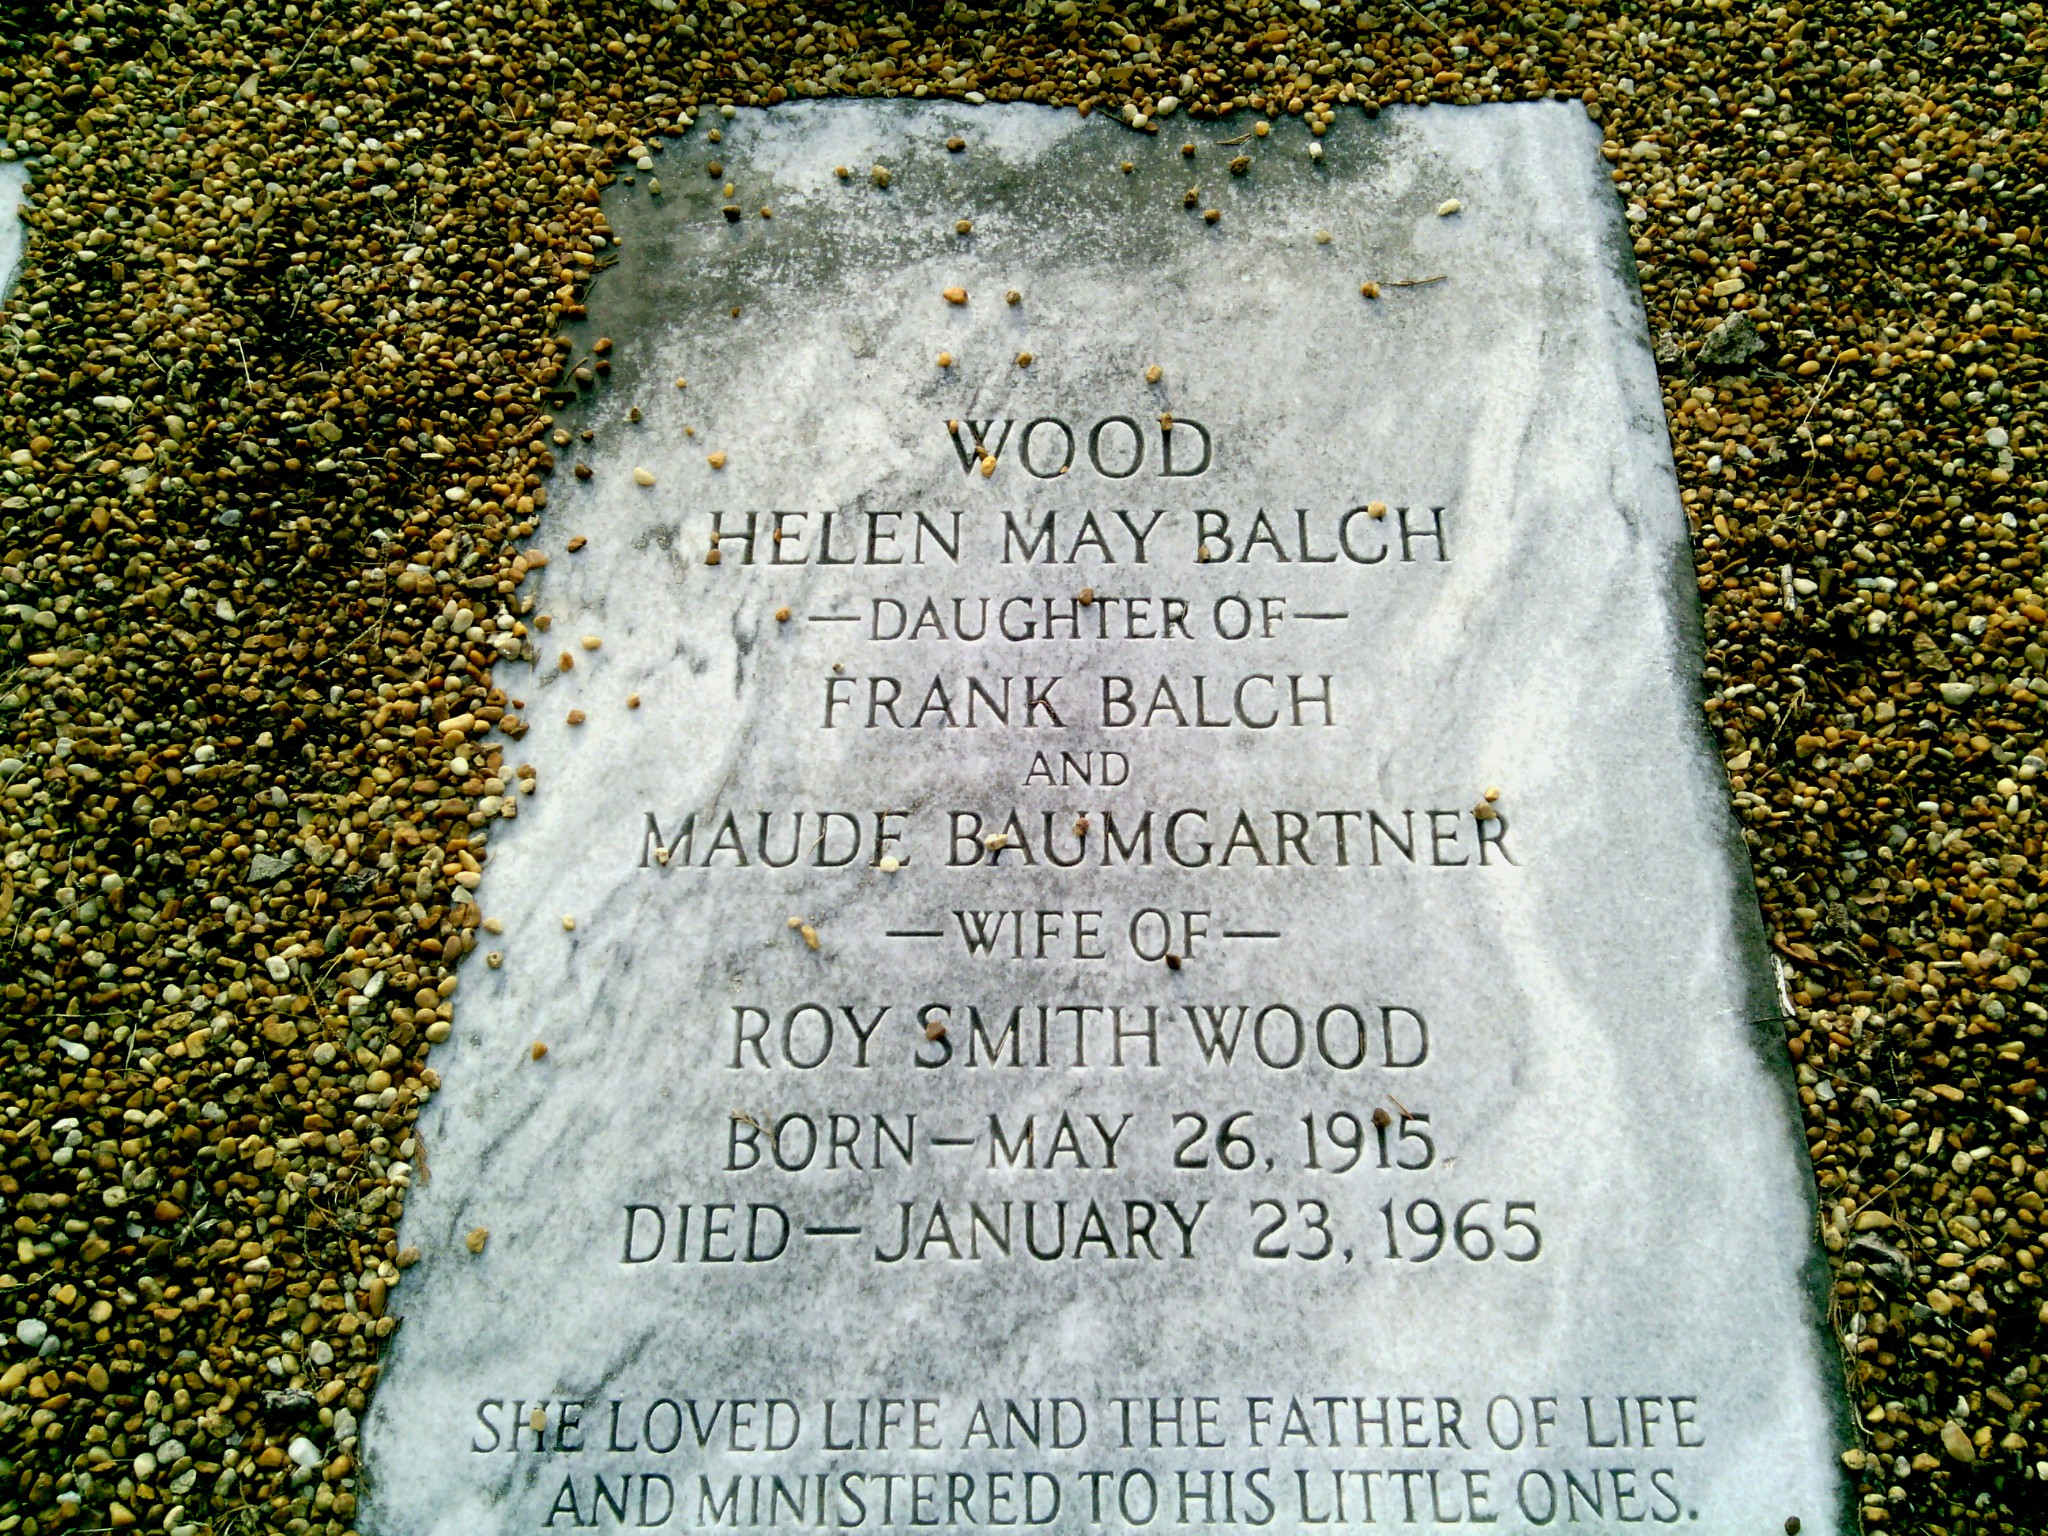 WOOD
HELEN MAY BALCH
—DAUGHTER OF—
FRANK BALCH
AND
MAUDE BAUMGARTNER
—WIFE OF—
ROY SMITH WOOD
BORN—MAY 26, 1915
DIED—JANUARY 23, 1965
SHE LOVED LIFE AND THE FATHER OF LIFE
AND MINISTERED TO HIS LITTLE ONES.